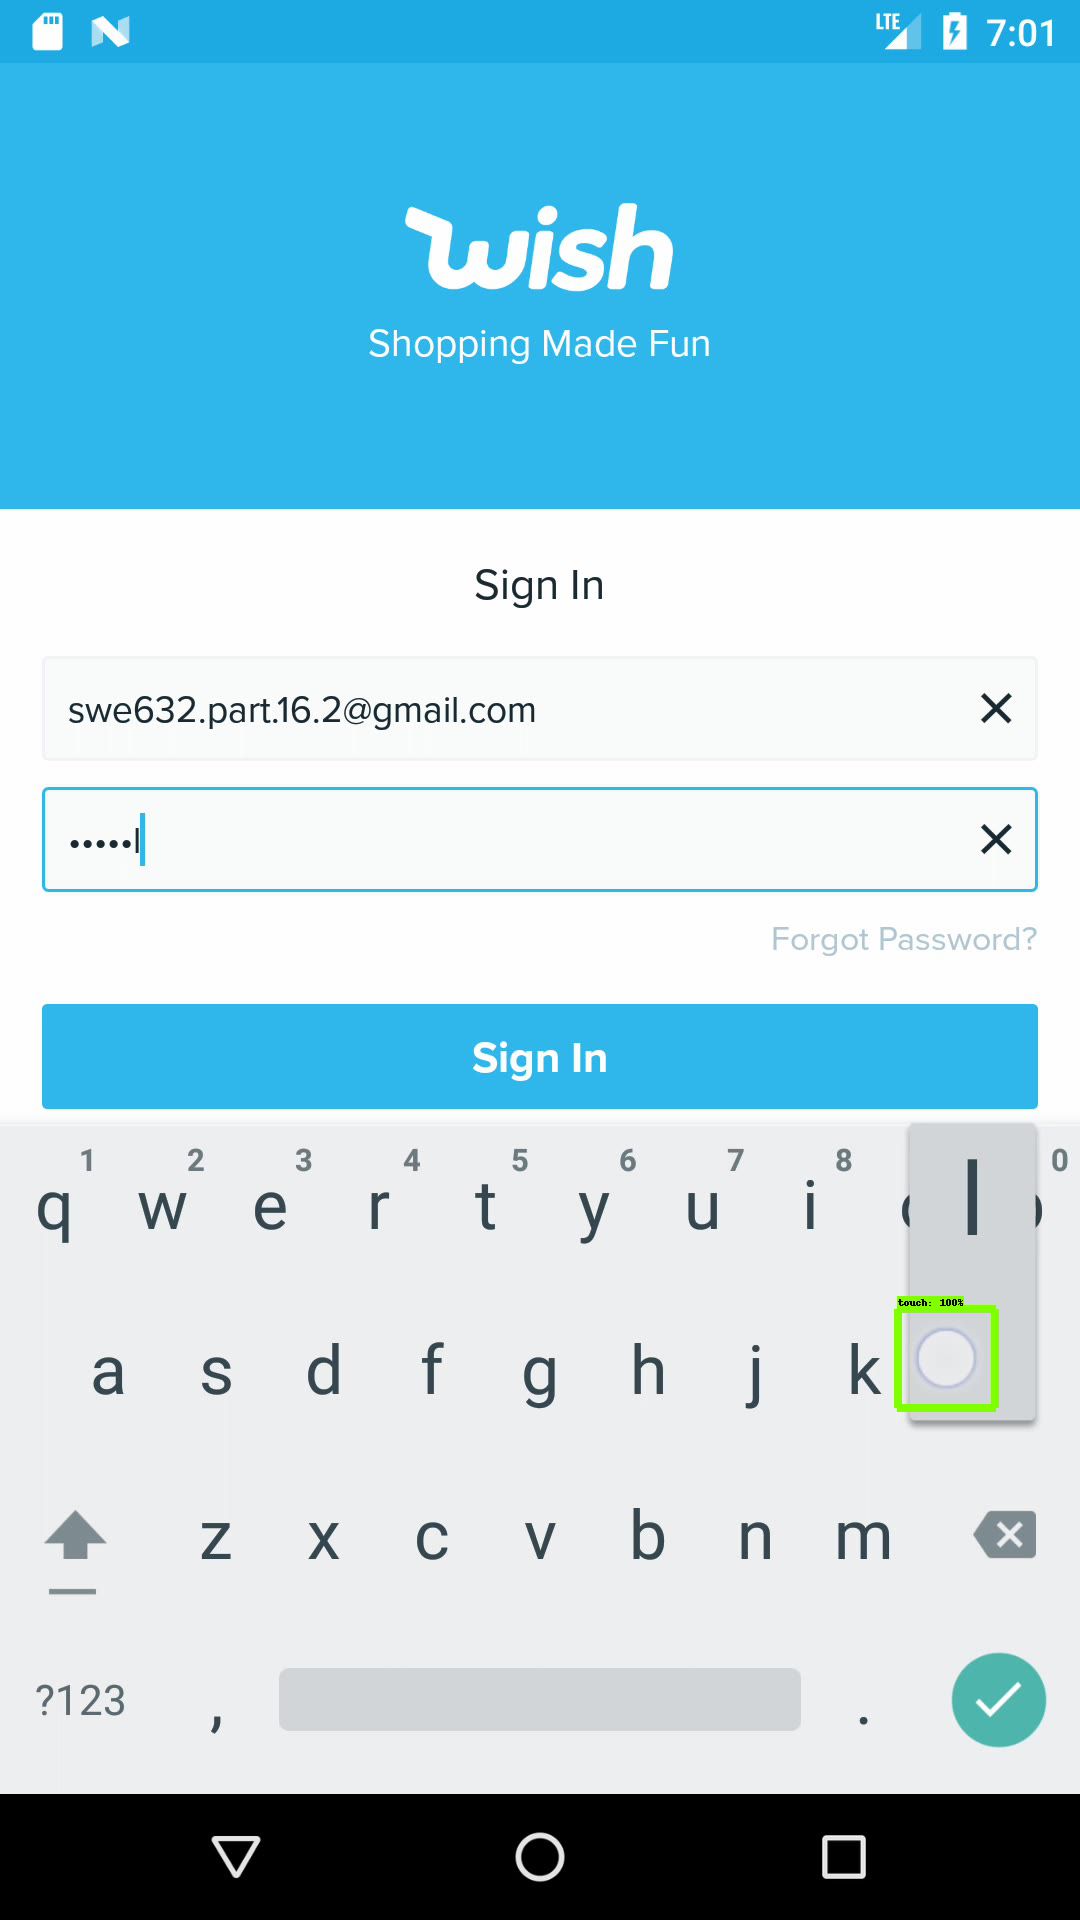 LTE 7:01
wish
Shopping Made Fun
Sign In
swe632.part.16.2@gmail.com
•••••l
Forgot Password?
Sign In
1 2 3 4 5 6 7 8 0
q w e r t y u i l
touch: 100%
a s d f g h j k
z x c v b n m
?123 , .